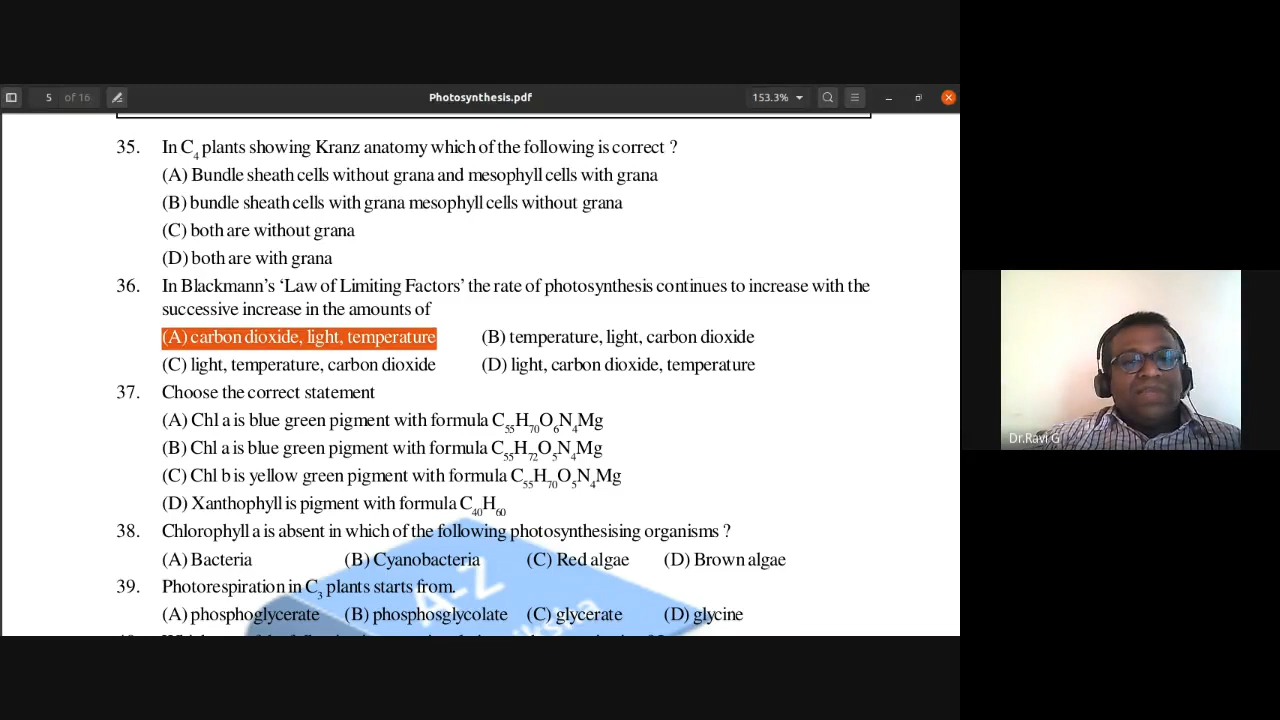 5 of 16
Photosynthesis.pdf
153.3%
35. In C4 plants showing Kranz anatomy which of the following is correct ?
(A) Bundle sheath cells without grana and mesophyll cells with grana
(B) bundle sheath cells with grana mesophyll cells without grana
(C) both are without grana
(D) both are with grana
36. In Blackmann's ‘Law of Limiting Factors’ the rate of photosynthesis continues to increase with the
successive increase in the amounts of
(A) carbon dioxide, light, temperature (B) temperature, light, carbon dioxide
(C) light, temperature, carbon dioxide (D) light, carbon dioxide, temperature
37. Choose the correct statement
(A) Chl a is blue green pigment with formula C55H70O6N4Mg
(B) Chl a is blue green pigment with formula C55H72O5N4Mg
(C) Chl b is yellow green pigment with formula C55H70O5N4Mg
(D) Xanthophyll is pigment with formula C40H60
38. Chlorophyll a is absent in which of the following photosynthesising organisms ?
(A) Bacteria (B) Cyanobacteria (C) Red algae (D) Brown algae
39. Photorespiration in C3 plants starts from.
(A) phosphoglycerate (B) phosphosglycolate (C) glycerate (D) glycine
A-Z
Dr.Ravi G